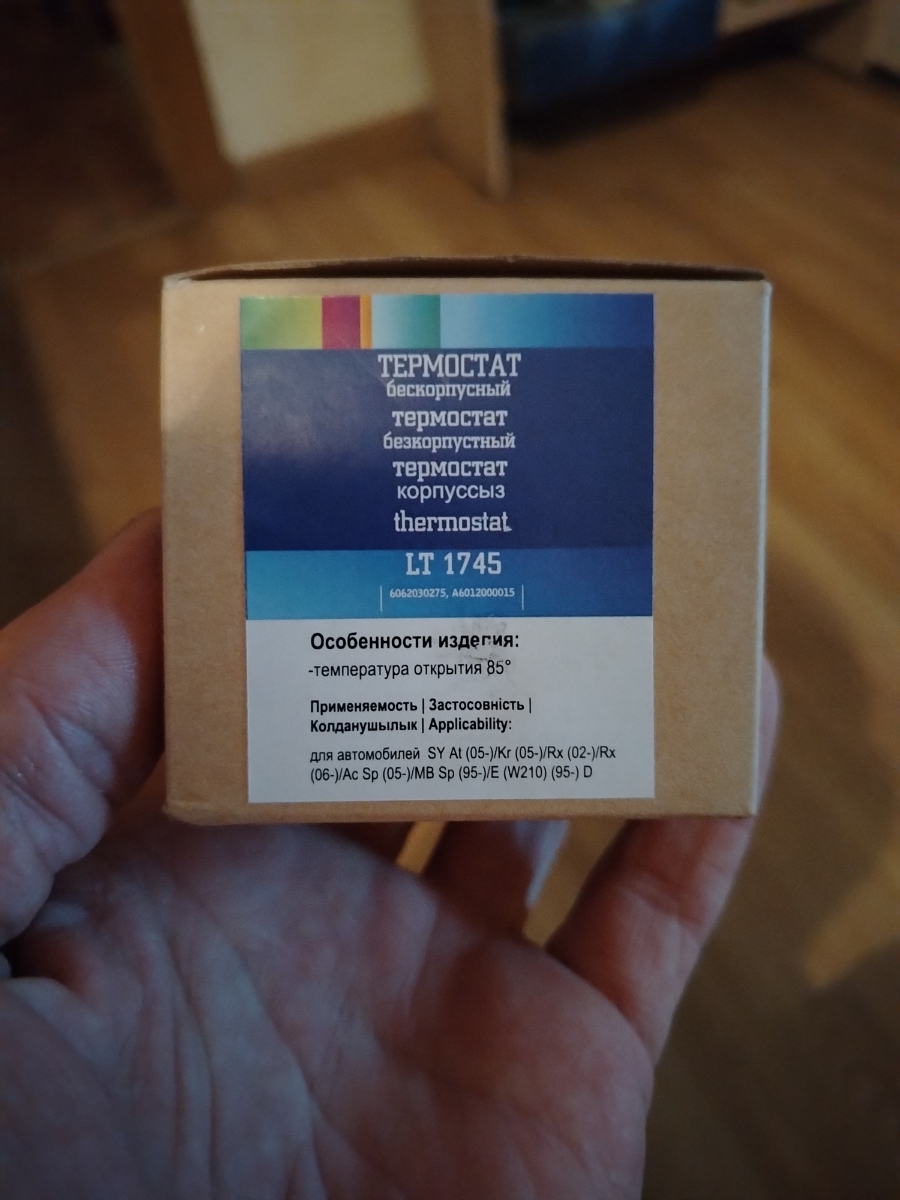 ТЕРМОСТАТ
бескорпусный
термостат
безкорпустный
термостат
корпуссыз
thermostat
LT 1745
6062030275, A6012000015
Особенности изделия:
-температура открытия 85°
Применяемость | Застосовність |
Колданушылык | Applicability:
для автомобилей SY At (05-)/Kr (05-)/Rx (02-)/Rx
(06-)/Ac Sp (05-)/MB Sp (95-)/E (W210) (95-) D